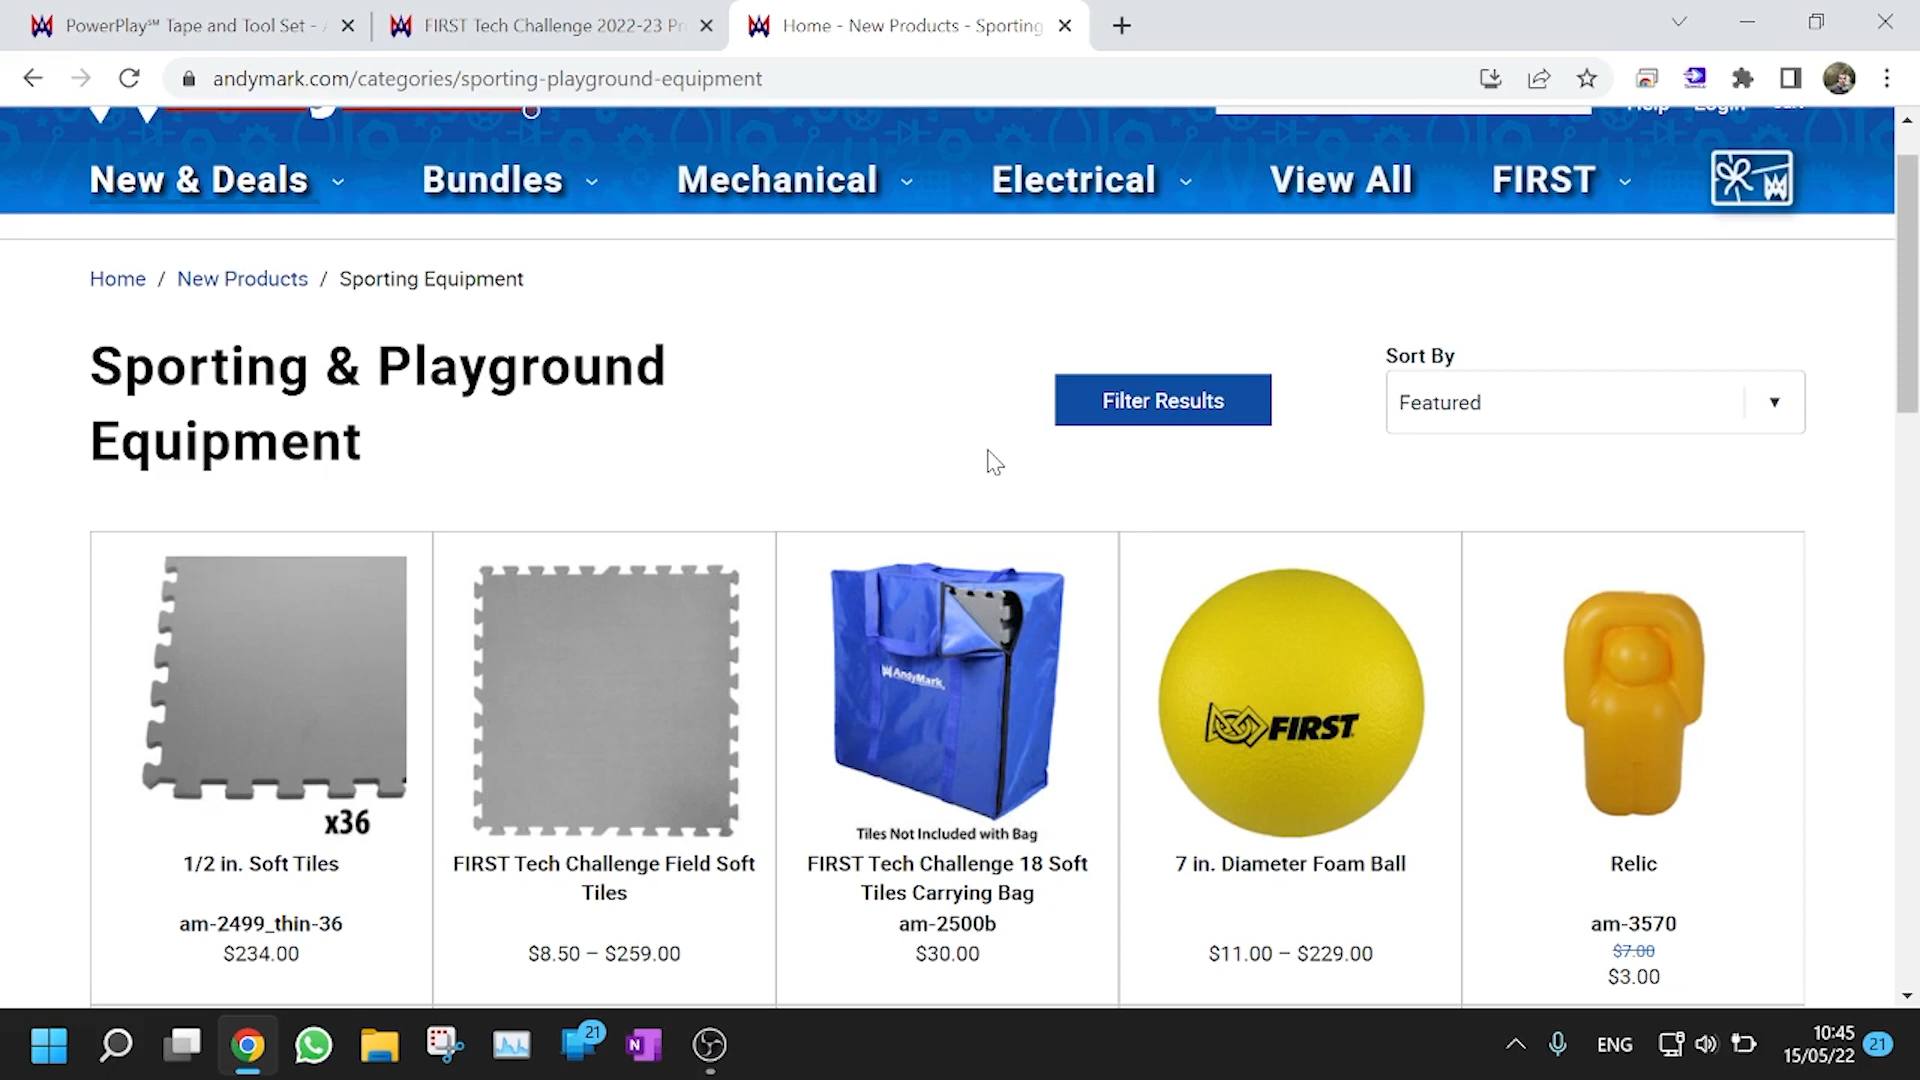 PowerPlay℠ Tape and Tool Set -
FIRST Tech Challenge 2022-23 Pr
Home - New Products - Sporting
andymark.com/categories/sporting-playground-equipment
Help Login
New & Deals
Bundles
Mechanical
Electrical
View All
FIRST
Home / New Products / Sporting Equipment
Sporting & Playground
Equipment
Filter Results
Sort By
Featured
x36
AndyMark
Tiles Not Included with Bag
FIRST
1/2 in. Soft Tiles
am-2499_thin-36
$234.00
FIRST Tech Challenge Field Soft
Tiles
$8.50 – $259.00
FIRST Tech Challenge 18 Soft
Tiles Carrying Bag
am-2500b
$30.00
7 in. Diameter Foam Ball
$11.00 – $229.00
Relic
am-3570
$7.00
$3.00
21
N
ENG
10:45
15/05/22
21